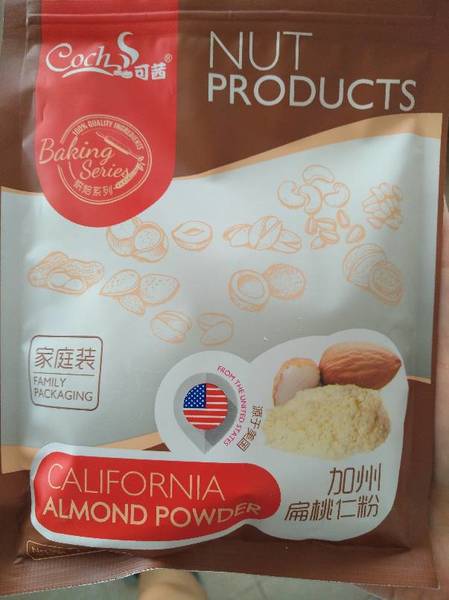 Coch
可茜®
NUT
PRODUCTS
100% QUALITY INGREDIENTS
Baking
Series
烘焙系列
家庭装
FAMILY
PACKAGING
FROM THE UNITED STATES
源于美国
CALIFORNIA
ALMOND POWDER
加州
扁桃仁粉